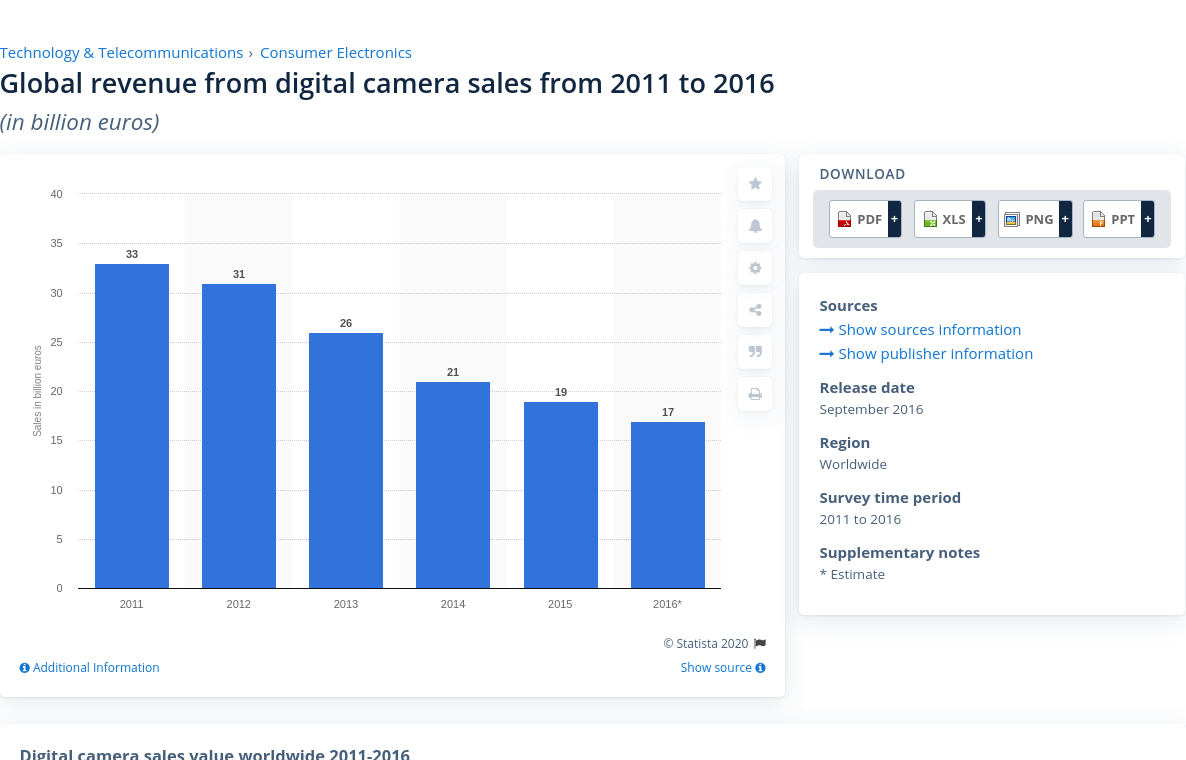 Technology & Telecommunications › Consumer Electronics
Global revenue from digital camera sales from 2011 to 2016
(in billion euros)
40
35
30
25
20
15
10
5
0
Sales in billion euros
33
31
26
21
19
17
2011
2012
2013
2014
2015
2016*
© Statista 2020
Additional Information
Show source
DOWNLOAD
PDF +
XLS +
PNG +
PPT +
Sources
Show sources information
Show publisher information
Release date
September 2016
Region
Worldwide
Survey time period
2011 to 2016
Supplementary notes
* Estimate
Digital camera sales value worldwide 2011-2016